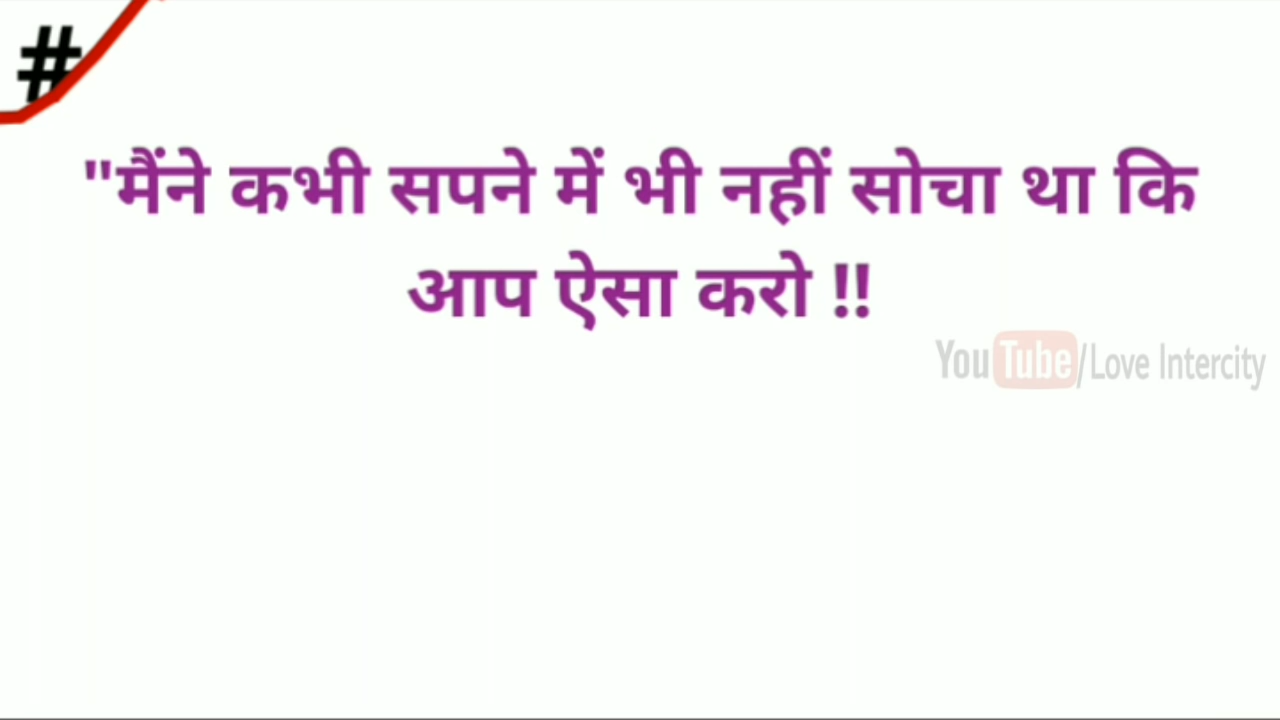 #
"मैंने कभी सपने में भी नहीं सोचा था कि
आप ऐसा करो !!
YouTube/Love Intercity